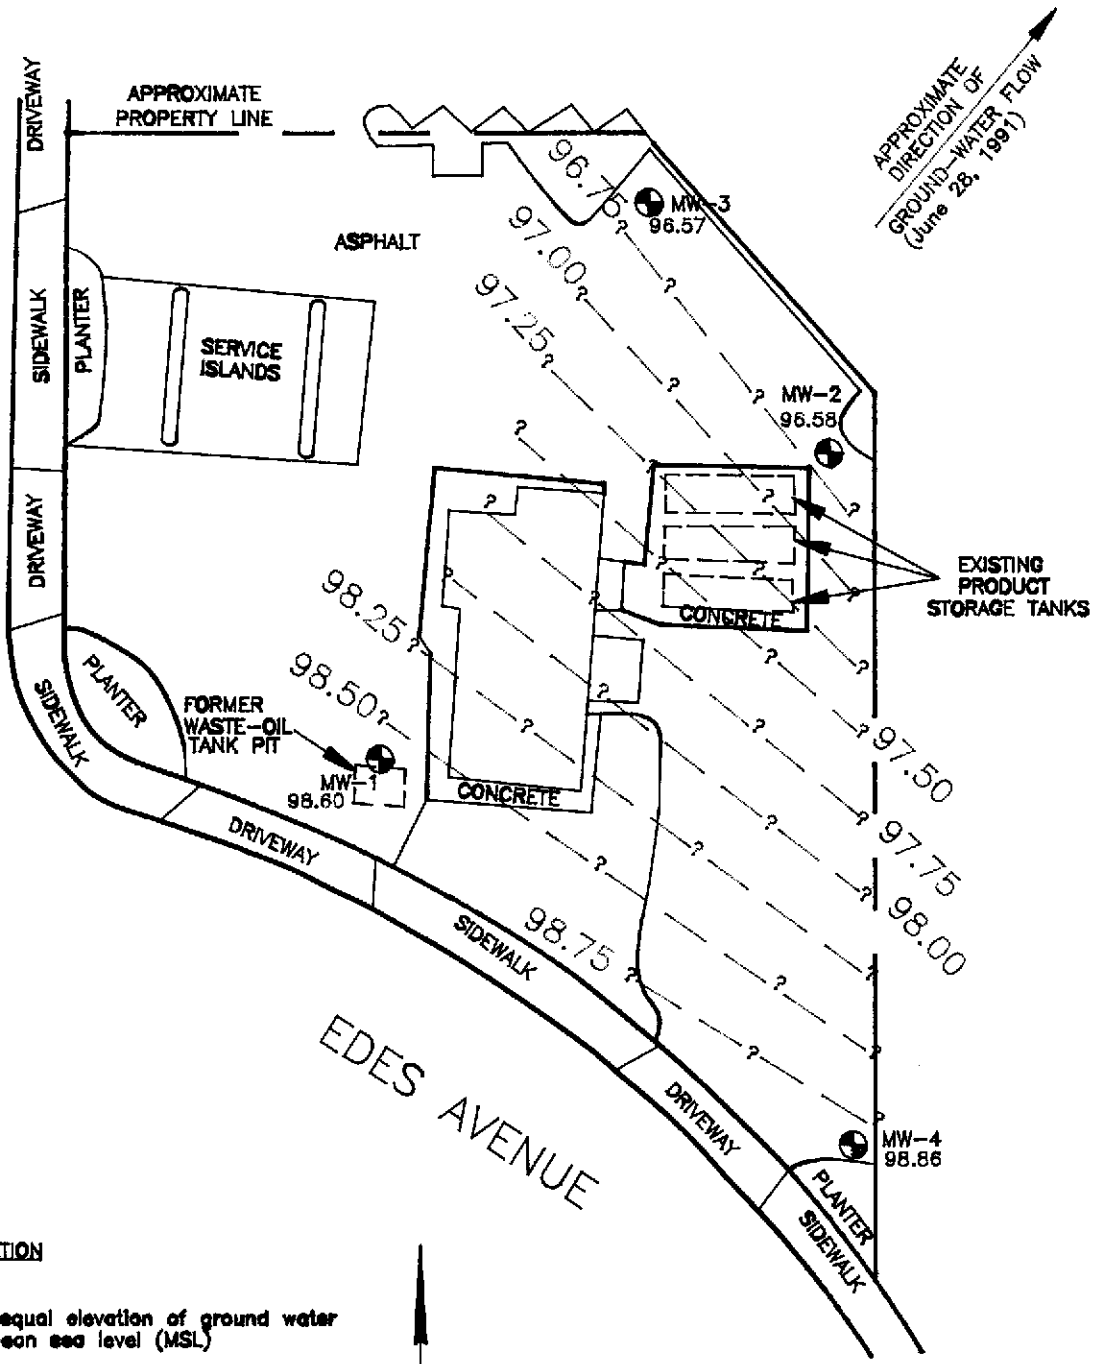 DRIVEWAY
APPROXIMATE
PROPERTY LINE
APPROXIMATE
DIRECTION OF
GROUND-WATER FLOW
(June 28, 1991)
96.75
MW-3
96.57
97.00
ASPHALT
97.25
SIDEWALK
PLANTER
SERVICE
ISLANDS
MW-2
96.58
DRIVEWAY
EXISTING
PRODUCT
STORAGE TANKS
CONCRETE
98.25
98.50
SIDEWALK
PLANTER
FORMER
WASTE-OIL
TANK PIT
MW-1
98.60
CONCRETE
97.50
97.75
98.00
DRIVEWAY
SIDEWALK
98.75
EDES AVENUE
DRIVEWAY
MW-4
98.86
PLANTER
SIDEWALK
TION
equal elevation of ground water
ean sea level (MSL)